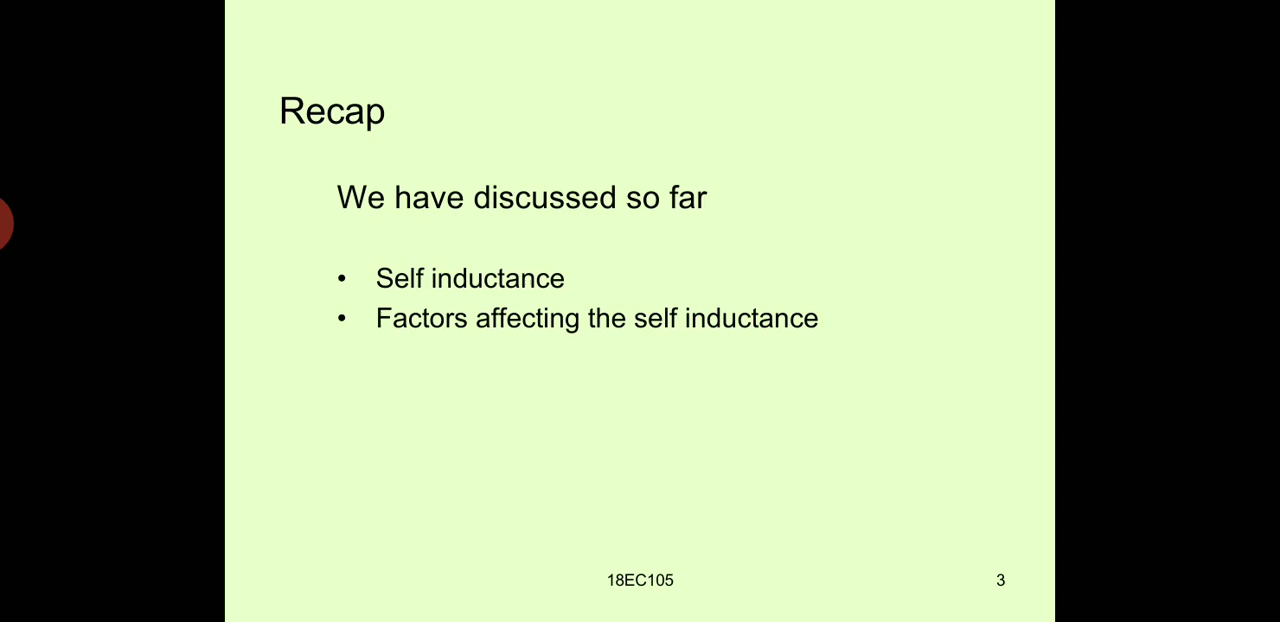 Recap
We have discussed so far
• Self inductance
• Factors affecting the self inductance
18EC105
3